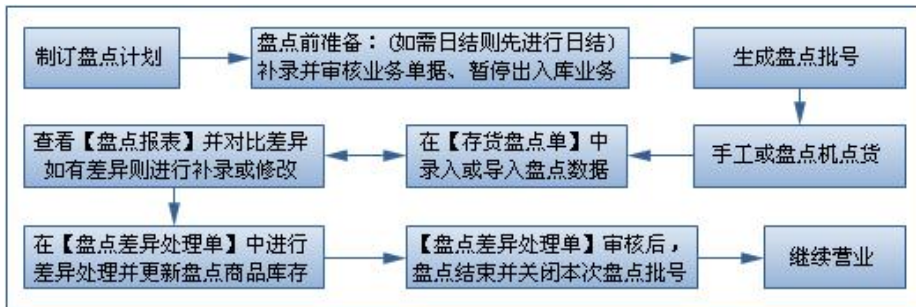 制订盘点计划
盘点前准备：(如需日结则先进行日结)
补录并审核业务单据、暂停出入库业务
生成盘点批号
手工或盘点机点货
在【存货盘点单】中
录入或导入盘点数据
查看【盘点报表】并对比差异
如有差异则进行补录或修改
在【盘点差异处理单】中进行
差异处理并更新盘点商品库存
【盘点差异处理单】审核后，
盘点结束并关闭本次盘点批号
继续营业